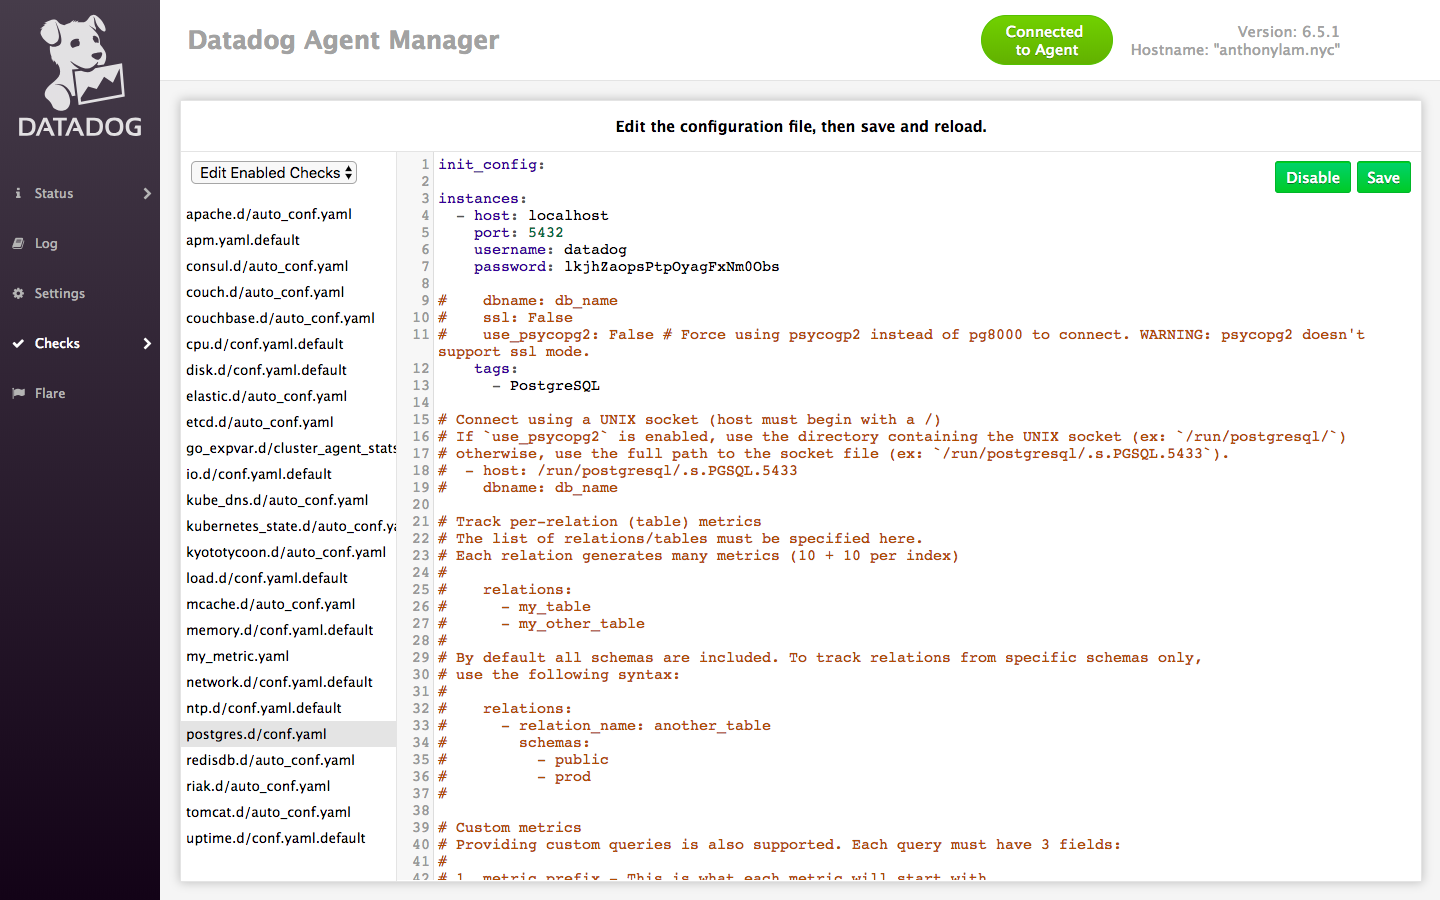 DATADOG
Status
Log
Settings
Checks
Flare
Datadog Agent Manager
Connected
to Agent
Version: 6.5.1
Hostname: "anthonylam.nyc"
Edit the configuration file, then save and reload.
Edit Enabled Checks
apache.d/auto_conf.yaml
apm.yaml.default
consul.d/auto_conf.yaml
couch.d/auto_conf.yaml
couchbase.d/auto_conf.yaml
cpu.d/conf.yaml.default
disk.d/conf.yaml.default
elastic.d/auto_conf.yaml
etcd.d/auto_conf.yaml
go_expvar.d/cluster_agent_stats
io.d/conf.yaml.default
kube_dns.d/auto_conf.yaml
kubernetes_state.d/auto_conf.ya
kyototycoon.d/auto_conf.yaml
load.d/conf.yaml.default
mcache.d/auto_conf.yaml
memory.d/conf.yaml.default
my_metric.yaml
network.d/conf.yaml.default
ntp.d/conf.yaml.default
postgres.d/conf.yaml
redisdb.d/auto_conf.yaml
riak.d/auto_conf.yaml
tomcat.d/auto_conf.yaml
uptime.d/conf.yaml.default
Disable
Save
1 init_config:
2
3 instances:
4   - host: localhost
5     port: 5432
6     username: datadog
7     password: lkjhZaopsPtpOyagFxNm0Obs
8
9 #    dbname: db_name
10 #    ssl: False
11 #    use_psycopg2: False # Force using psycogp2 instead of pg8000 to connect. WARNING: psycopg2 doesn't
support ssl mode.
12     tags:
13       - PostgreSQL
14
15 # Connect using a UNIX socket (host must begin with a /)
16 # If `use_psycopg2` is enabled, use the directory containing the UNIX socket (ex: `/run/postgresql/`)
17 # otherwise, use the full path to the socket file (ex: `/run/postgresql/.s.PGSQL.5433`).
18 #  - host: /run/postgresql/.s.PGSQL.5433
19 #    dbname: db_name
20
21 # Track per-relation (table) metrics
22 # The list of relations/tables must be specified here.
23 # Each relation generates many metrics (10 + 10 per index)
24 #
25 #    relations:
26 #      - my_table
27 #      - my_other_table
28 #
29 # By default all schemas are included. To track relations from specific schemas only,
30 # use the following syntax:
31 #
32 #    relations:
33 #      - relation_name: another_table
34 #        schemas:
35 #          - public
36 #          - prod
37 #
38
39 # Custom metrics
40 # Providing custom queries is also supported. Each query must have 3 fields:
41 #
42 # 1. metric_prefix - This is what each metric will start with